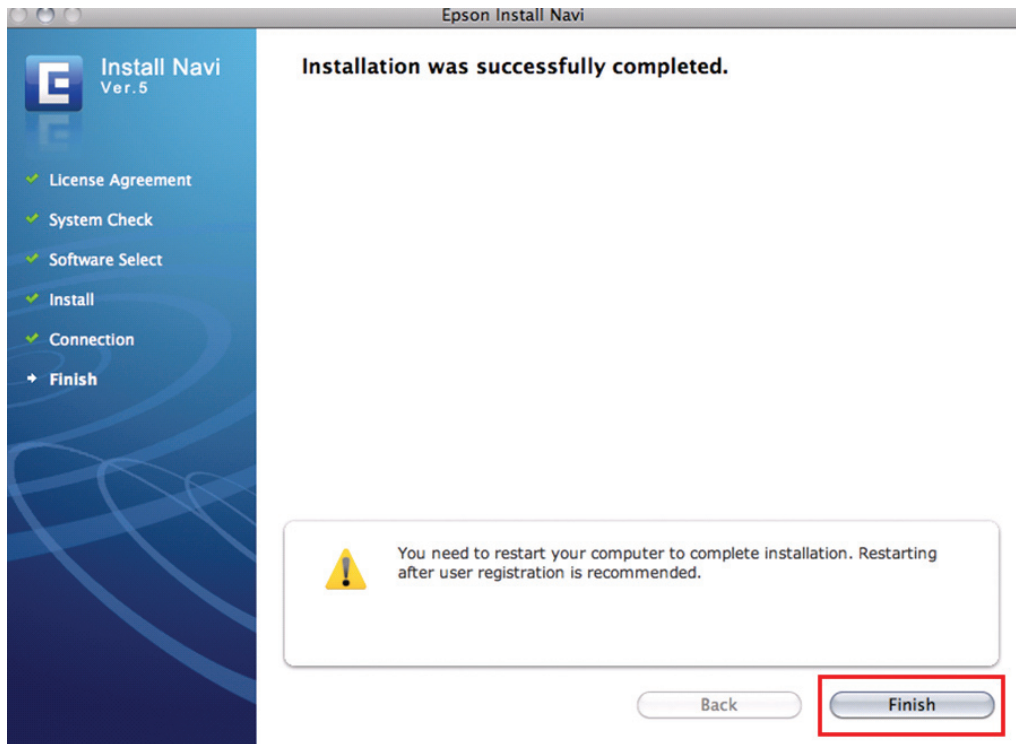 Epson Install Navi
Install Navi
Ver.5
License Agreement
System Check
Software Select
Install
Connection
Finish
Installation was successfully completed.
You need to restart your computer to complete installation. Restarting
after user registration is recommended.
Back
Finish